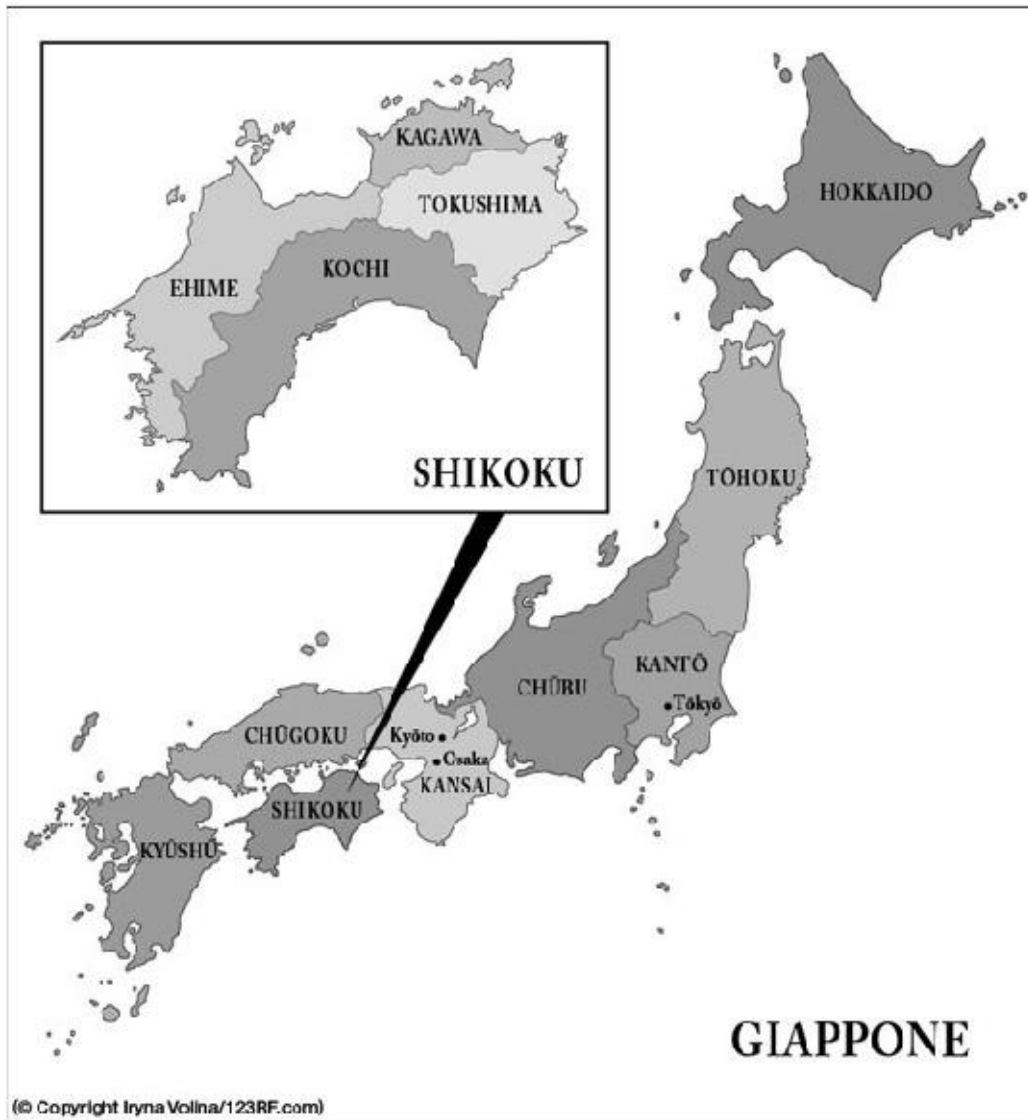 KAGAWA
TOKUSHIMA
KOCHI
EHIME
SHIKOKU
HOKKAIDO
TŌHOKU
KANTŌ
Tōkyō
CHŪRU
Kyōto
CHŪGOKU
Osaka
KANSAI
SHIKOKU
KYŪSHŪ
GIAPPONE
(© Copyright Iryna Volina/123RF.com)